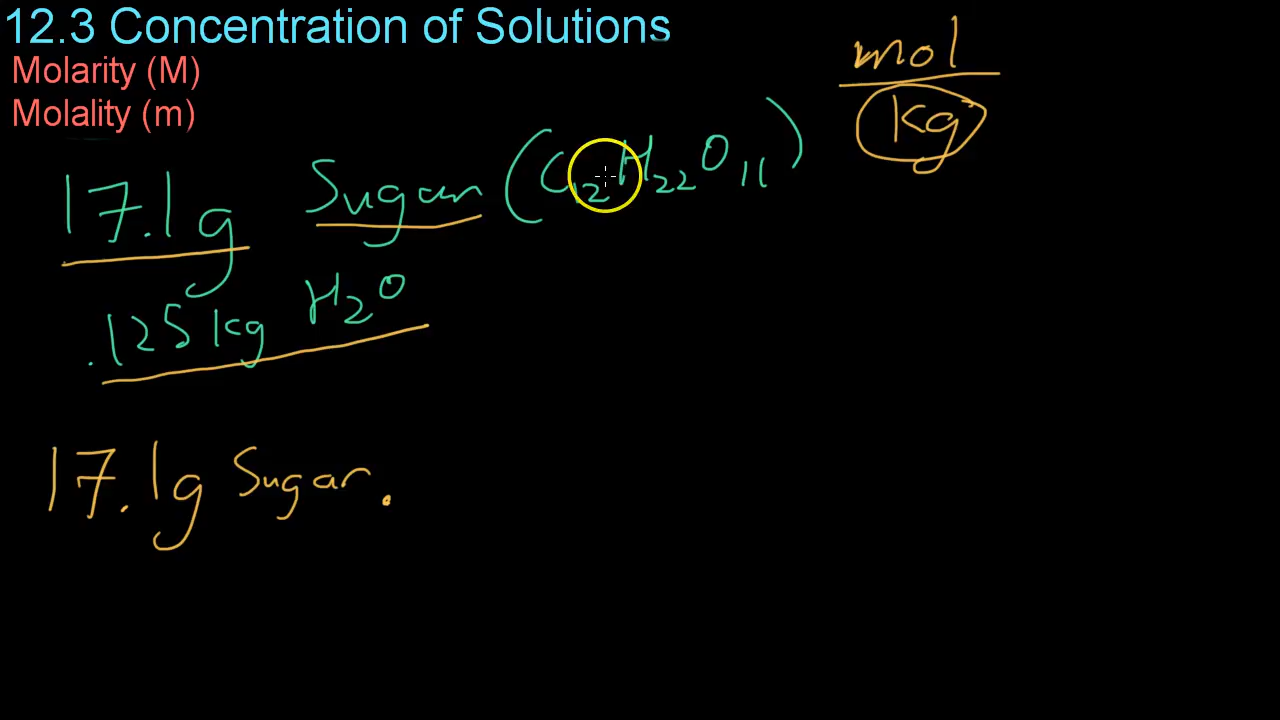 12.3 Concentration of Solutions
Molarity (M)
Molality (m)
mol
kg
17.1g Sugar (C₁₂H₂₂O₁₁)
.125 kg H₂O
17.1g Sugar.